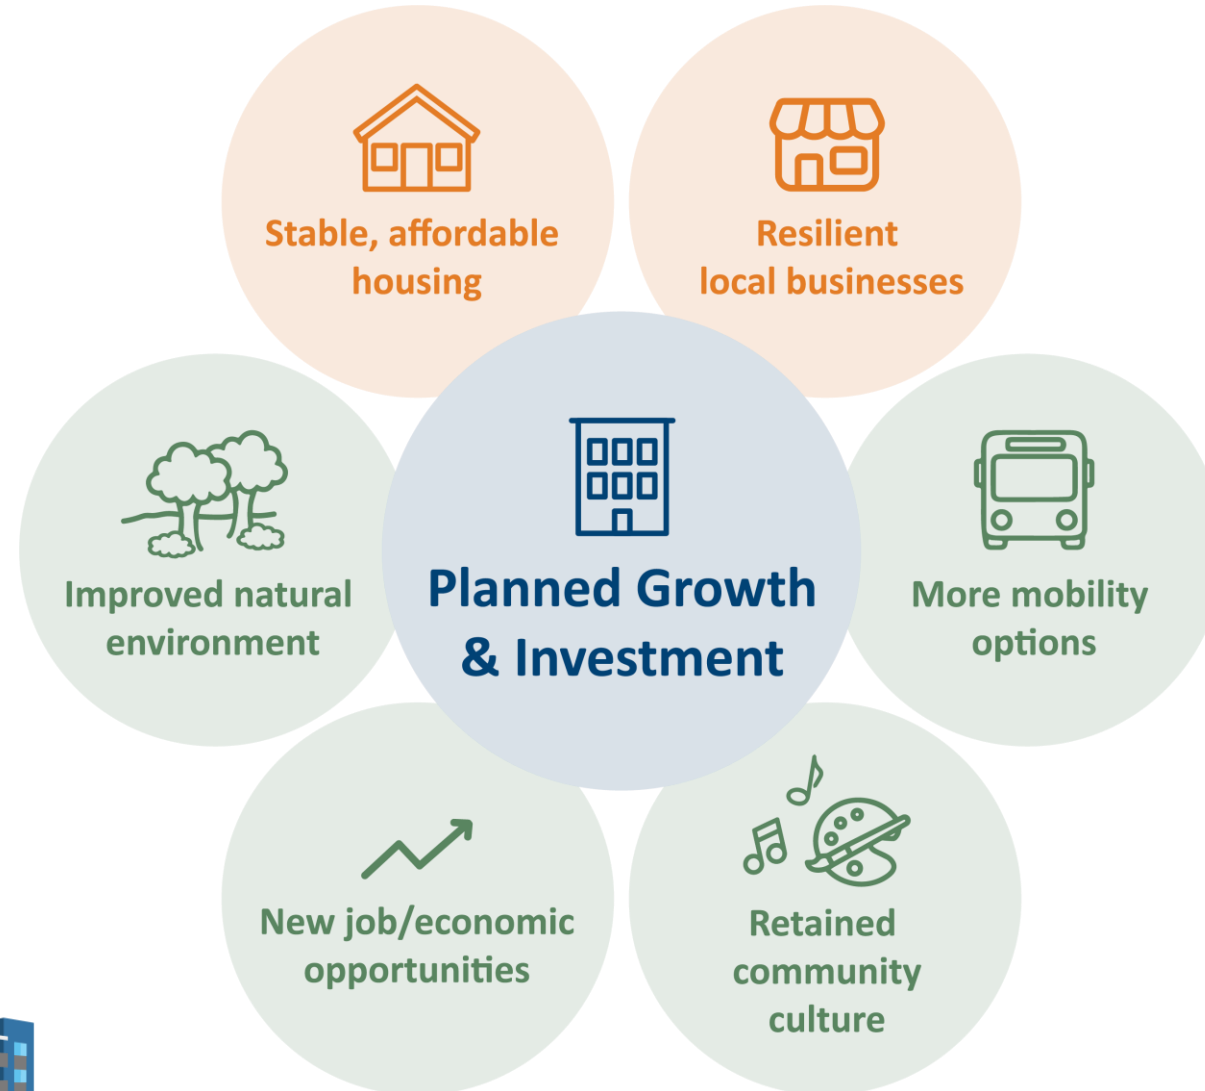 Stable, affordable
housing
Resilient
local businesses
Improved natural
environment
Planned Growth
& Investment
More mobility
options
New job/economic
opportunities
Retained
community
culture